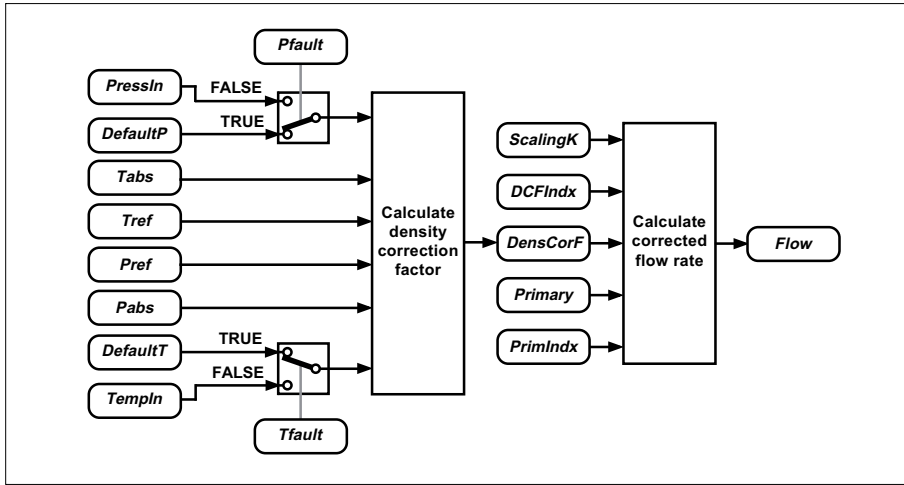 Pfault
PressIn
FALSE
DefaultP
TRUE
Tabs
Tref
Pref
Pabs
DefaultT
TRUE
FALSE
TempIn
Tfault
Calculate
density
correction
factor
ScalingK
DCFIndx
DensCorF
Primary
PrimIndx
Calculate
corrected
flow rate
Flow